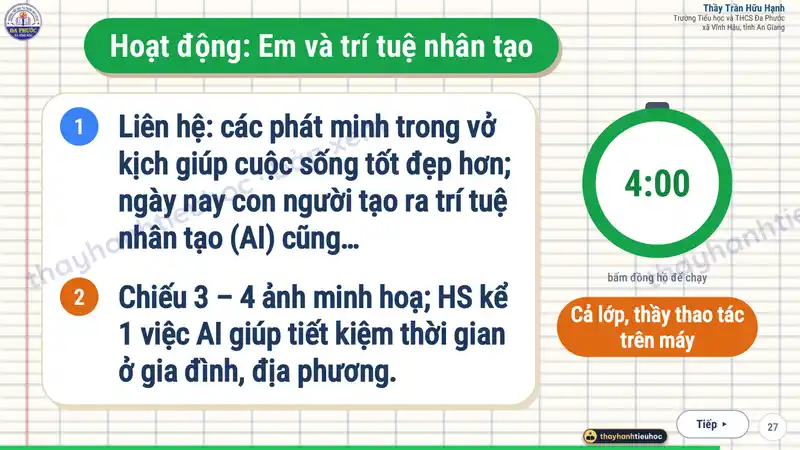 Thầy Trần Hữu Hạnh
Trường Tiểu học và THCS Đa Phước
xã Vĩnh Hậu, tỉnh An Giang
ĐA PHƯỚC
Hoạt động: Em và trí tuệ nhân tạo
1
Liên hệ: các phát minh trong vở
kịch giúp cuộc sống tốt đẹp hơn;
ngày nay con người tạo ra trí tuệ
nhân tạo (AI) cũng…
2
Chiếu 3 – 4 ảnh minh hoạ; HS kể
1 việc AI giúp tiết kiệm thời gian
ở gia đình, địa phương.
4:00
bấm đồng hồ để chạy
Cả lớp, thầy thao tác
trên máy
Tiếp ▸
27
thayhanhtieuhoc